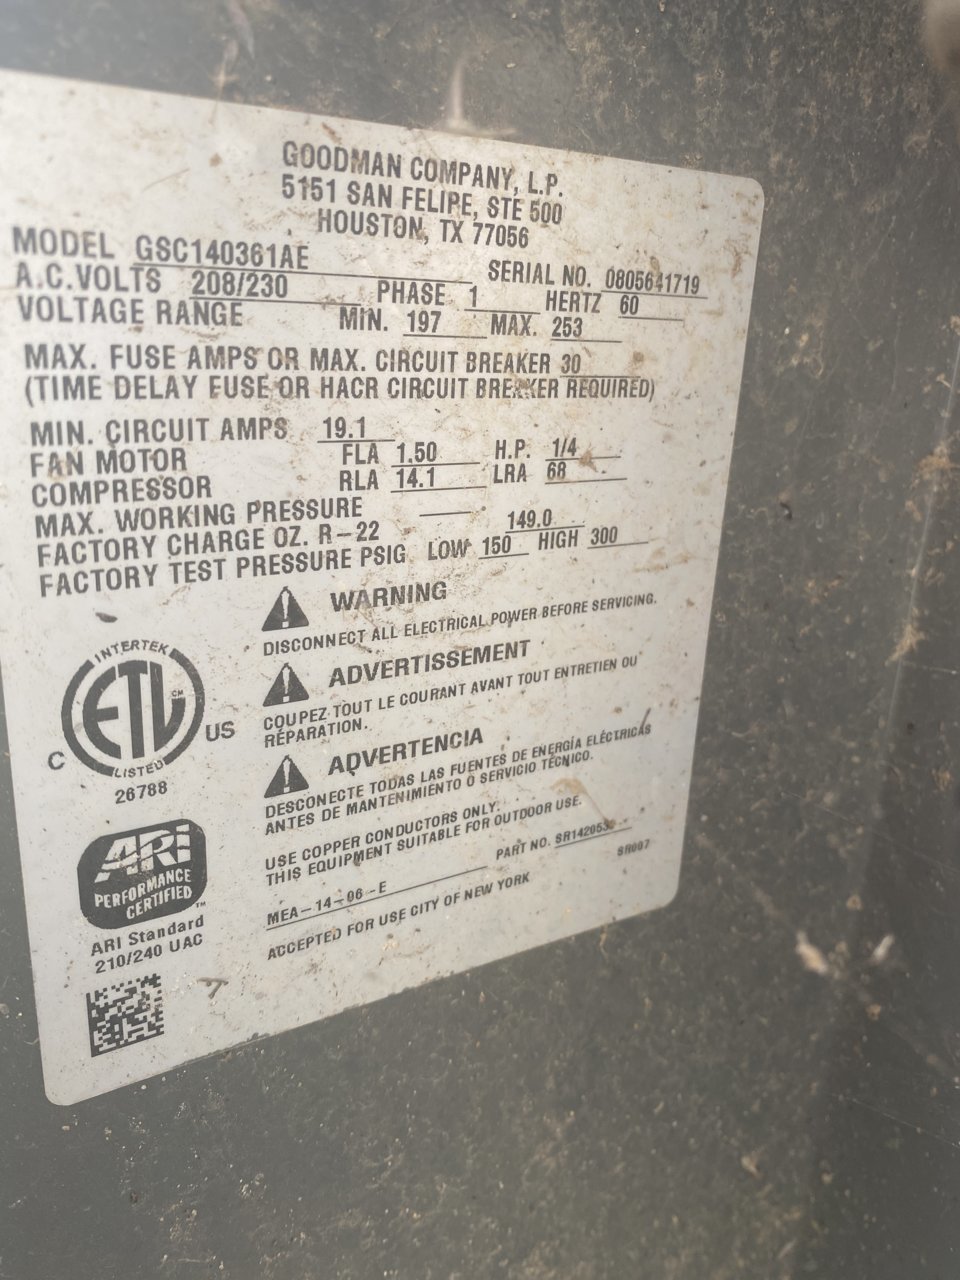 GOODMAN COMPANY, L.P.
5151 SAN FELIPE, STE 500
HOUSTON, TX 77056
MODEL GSC140361AE SERIAL NO. 0805641719
A.C.VOLTS 208/230 PHASE 1 HERTZ 60
VOLTAGE RANGE MIN. 197 MAX. 253
MAX. FUSE AMPS OR MAX. CIRCUIT BREAKER 30
(TIME DELAY FUSE OR HACR CIRCUIT BREAKER REQUIRED)
MIN. CIRCUIT AMPS 19.1
FAN MOTOR FLA 1.50 H.P. 1/4
COMPRESSOR RLA 14.1 LRA 68
MAX. WORKING PRESSURE
FACTORY CHARGE OZ. R-22 149.0
FACTORY TEST PRESSURE PSIG LOW 150 HIGH 300
WARNING
DISCONNECT ALL ELECTRICAL POWER BEFORE SERVICING.
ADVERTISSEMENT
COUPEZ TOUT LE COURANT AVANT TOUT ENTRETIEN OU
RÉPARATION.
ADVERTENCIA
DESCONECTE TODAS LAS FUENTES DE ENERGÍA ELÉCTRICAS
ANTES DE MANTENIMIENTO O SERVICIO TÉCNICO.
USE COPPER CONDUCTORS ONLY.
THIS EQUIPMENT SUITABLE FOR OUTDOOR USE.
MEA-14-06-E PART NO.
SR007
ACCEPTED FOR USE CITY OF NEW YORK
INTERTEK
ETL CM
C US
LISTED
26788
ARI
PERFORMANCE
CERTIFIED™
ARI Standard
210/240 UAC